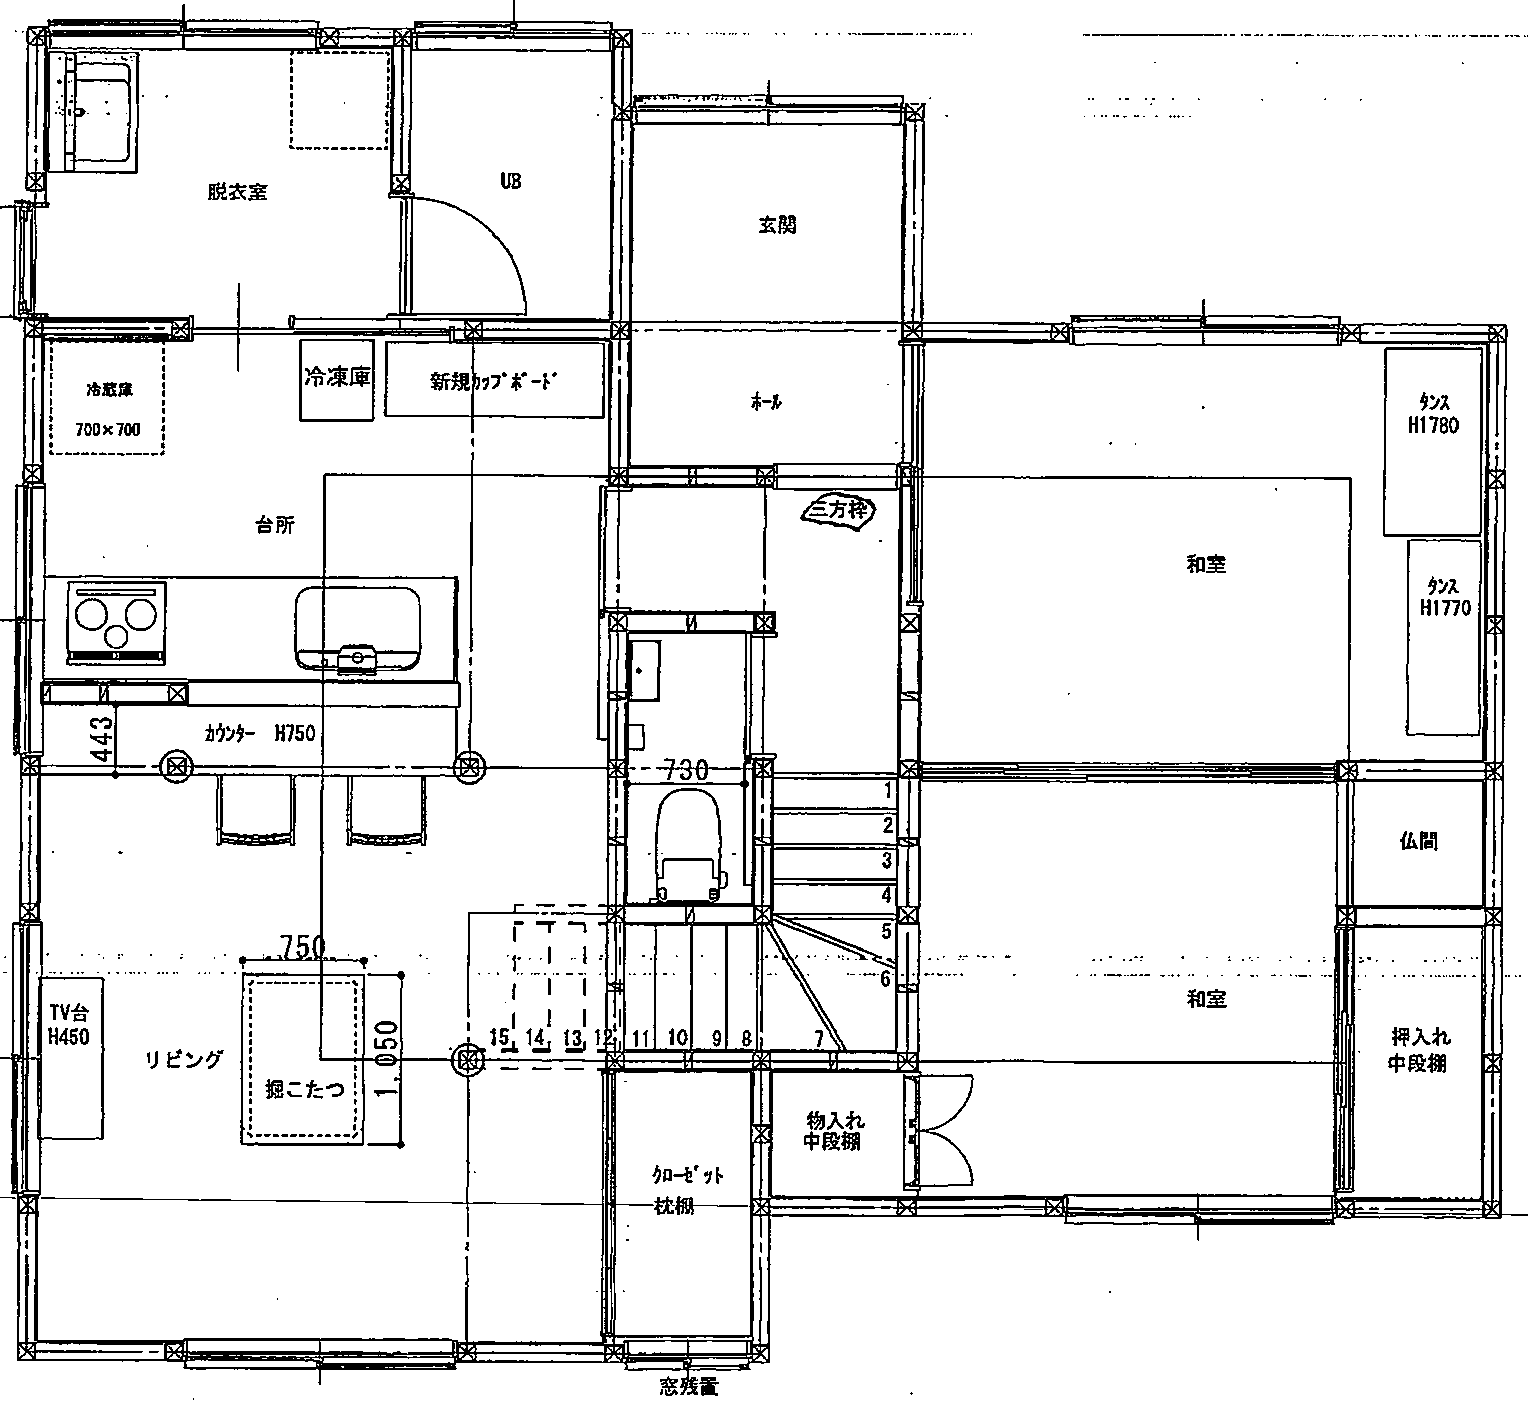 脱衣室
UB
玄関
冷蔵庫
700×700
冷凍庫
新規ｶｯﾌﾟﾎﾞｰﾄﾞ
ﾎｰﾙ
ﾀﾝｽ
H1780
三方枠
台所
和室
ﾀﾝｽ
H1770
443
ｶｳﾝﾀｰ H750
730
1
2
3
4
5
6
7
8
9
10
11
12
13
14
15
仏間
750
TV台
H450
リビング
掘こたつ
1,050
和室
押入れ
中段棚
物入れ
中段棚
ｸﾛｰｾﾞｯﾄ
枕棚
窓残置